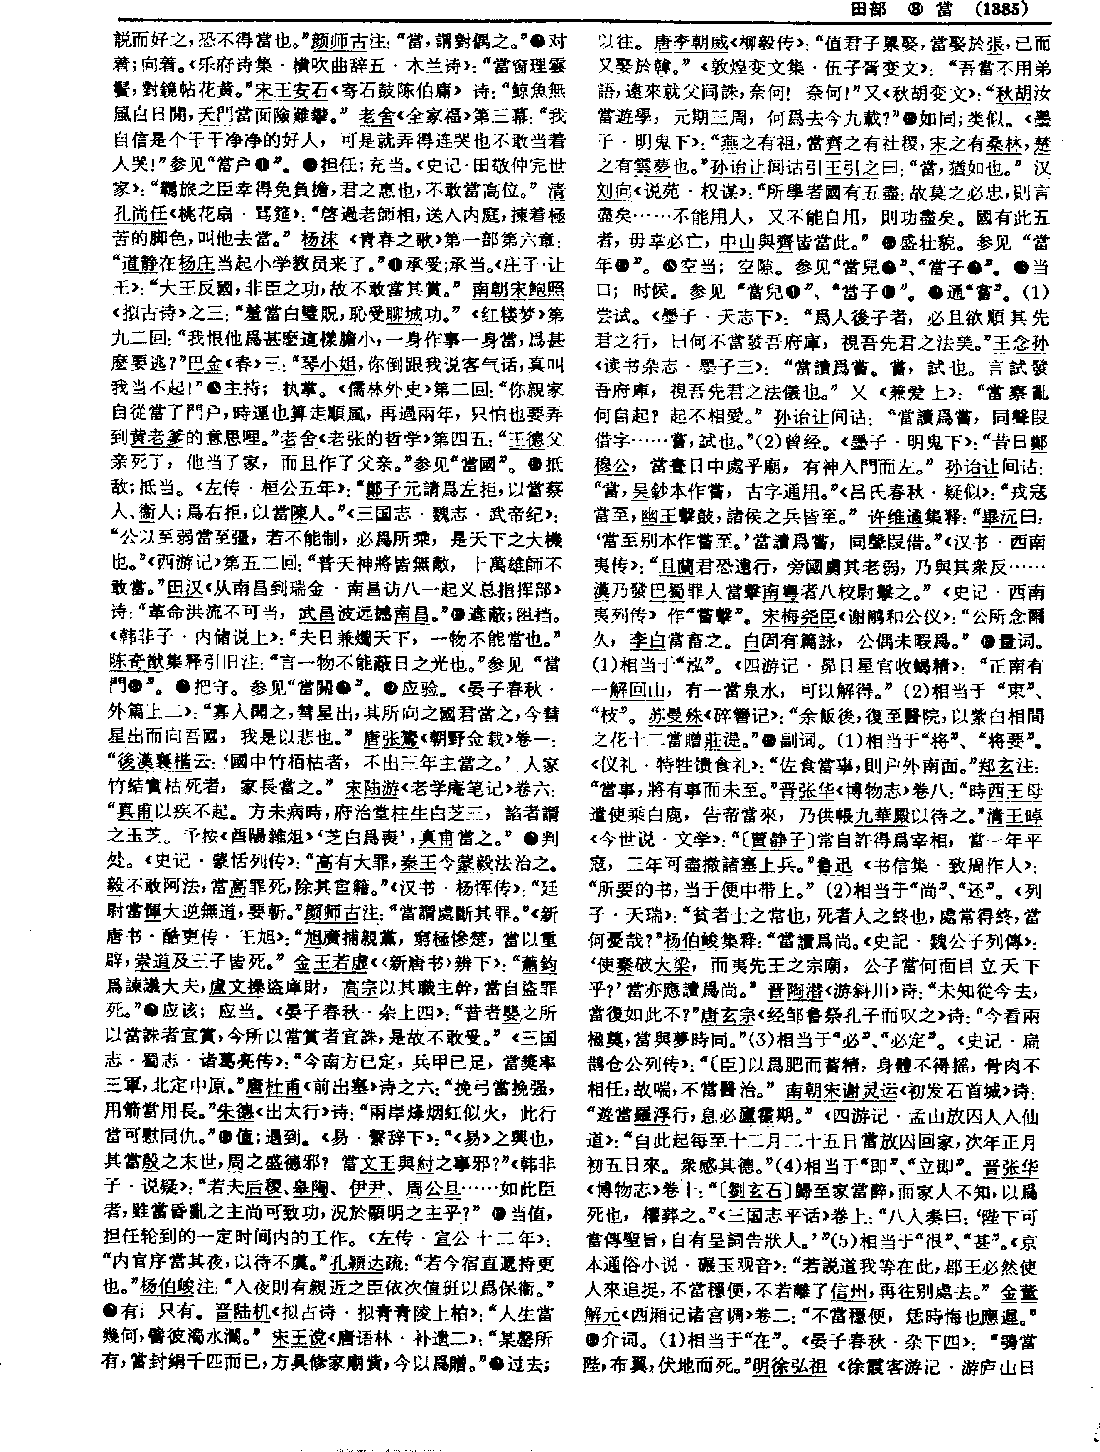 田部 ⑧ 當 (1385)
説而好之，恐不得當也。”颜师古注：“當，謂對偶之。”●对
着；向着。《乐府诗集·横吹曲辞五·木兰诗》：“當窗理雲
鬢，對鏡帖花黄。”宋王安石《寄石鼓陈伯庸》诗：“鯨魚無
風白日閒，天門當面險難攀。”老舍《全家福》第三幕：“我
自信是个干干净净的好人，可是就弄得连哭也不敢当着
人哭！”参见“當户❶”。●担任；充当。《史记·田敬仲完世
家》：“羈旅之臣幸得免負擔，君之惠也，不敢當高位。”清
孔尚任《桃花扇·骂筵》：“啓過老師相，送入内庭，揀着極
苦的脚色，叫他去當。”杨沫《青春之歌》第一部第六章：
“道静在杨庄当起小学教员来了。”●承受；承当。《庄子·让
王》：“大王反國，非臣之功，故不敢當其賞。”南朝宋鲍照
《拟古诗》之三：“羞當白璧貺，恥受聊城功。”《红楼梦》第
九二回：“我恨他爲甚麽這樣膽小，一身作事一身當，爲甚
麽要逃？”巴金《春》三：“琴小姐，你倒跟我说客气话，真叫
我当不起！”●主持；执掌。《儒林外史》第二回：“你親家
自從當了門户，時運也算走順風，再過兩年，只怕也要弄
到黄老爹的意思哩。”老舍《老张的哲学》第四五：“王德父
亲死了，他当了家，而且作了父亲。”参见“當國”。●抵
敌；抵当。《左传·桓公五年》：“鄭子元請爲左拒，以當蔡
人、衞人；爲右拒，以當陳人。”《三国志·魏志·武帝纪》：
“公以至弱當至彊，若不能制，必爲所乘，是天下之大機
也。”《西游记》第五二回：“普天神將皆無敵，十萬雄師不
敢當。”田汉《从南昌到瑞金·南昌访八一起义总指挥部》
诗：“革命洪流不可当，武昌波远撼南昌。”●遮蔽；阻挡。
《韩非子·内储说上》：“夫日兼燭天下，一物不能當也。”
陈奇猷集释引旧注：“言一物不能蔽日之光也。”参见“當
門●”。●把守。参见“當關●”。●应验。《晏子春秋·
外篇上二》：“寡人聞之，彗星出，其所向之國君當之，今彗
星出而向吾國，我是以悲也。”唐张鷟《朝野佥载》卷一：
“後漢襄楷云：‘國中竹栢枯者，不出三年主當之。’人家
竹結實枯死者，家長當之。”宋陆游《老学庵笔记》卷六：
“真甫以疾不起。方未病時，府治堂柱生白芝三，諂者謂
之玉芝。予按《酉陽雜俎》‘芝白爲喪’，真甫當之。”●判
处。《史记·蒙恬列传》：“高有大罪，秦王令蒙毅法治之。
毅不敢阿法，當高罪死，除其宦籍。”《汉书·杨恽传》：“廷
尉當惲大逆無道，要斬。”颜师古注：“當謂處斷其罪。”《新
唐书·酷吏传·王旭》：“旭廣捕親黨，窮極慘楚，當以重
辟，崇道及三子皆死。”金王若虚《〈新唐书〉辨下》：“蕭鈞
爲諫議大夫，盧文操盜庫財，高宗以其職主幹，當自盜罪
死。”●应该；应当。《晏子春秋·杂上四》：“昔者嬰之所
以當誅者宜賞，今所以當賞者宜誅，是故不敢受。”《三国
志·蜀志·诸葛亮传》：“今南方已定，兵甲已足，當獎率
三軍，北定中原。”唐杜甫《前出塞》诗之六：“挽弓當挽强，
用箭當用長。”朱德《出太行》诗：“兩岸烽烟红似火，此行
當可慰同仇。”●值；遇到。《易·繫辞下》：“《易》之興也，
其當殷之末世，周之盛德邪？當文王與紂之事邪？”《韩非
子·说疑》：“若夫后稷、皋陶、伊尹、周公旦……如此臣
者，雖當昏亂之主尚可致功，況於顯明之主乎？”●当值，
担任轮到的一定时间内的工作。《左传·宣公十二年》：
“内官序當其夜，以待不虞。”孔颖达疏：“若今宿直遞持更
也。”杨伯峻注：“入夜則有親近之臣依次值班以爲保衞。”
●有；只有。晋陆机《拟古诗·拟青青陵上柏》：“人生當
幾何，譬彼濁水瀾。”宋王谠《唐语林·补遗二》：“某罄所
有，當封絹千匹而已，方具修家廟貲，今以爲贈。”●过去；
以往。唐李朝威《柳毅传》：“值君子累娶，當娶於張，已而
又娶於韓。”《敦煌变文集·伍子胥变文》：“吾當不用弟
語，遠來就父同誅，奈何！奈何！”又《秋胡变文》：“秋胡汝
當遊學，元期三周，何爲去今九載？”●如同；类似。《墨
子·明鬼下》：“燕之有祖，當齊之有社稷，宋之有桑林，楚
之有雲夢也。”孙诒让间诂引王引之曰：“當，猶如也。”汉
刘向《说苑·权谋》：“所學者國有五盡：故莫之必忠，則言
盡矣……不能用人，又不能自用，則功盡矣。國有此五
者，毋幸必亡，中山與齊皆當此。”●盛壮貌。参见“當
年●”。●空当；空隙。参见“當兒●”、“當子●”。●当
口；时候。参见“當兒❶”、“當子●”。●通“嘗”。(1)
尝试。《墨子·天志下》：“爲人後子者，必且欲順其先
君之行，曰何不當發吾府庫，視吾先君之法美。”王念孙
《读书杂志·墨子三》：“當讀爲嘗。嘗，試也。言試發
吾府庫，視吾先君之法儀也。”又《兼爱上》：“當察亂
何自起？起不相愛。”孙诒让间诂：“當讀爲嘗，同聲叚
借字……嘗，試也。”(2)曾经。《墨子·明鬼下》：“昔日鄭
穆公，當晝日中處乎廟，有神入門而左。”孙诒让间诂：
“當，吴鈔本作嘗，古字通用。”《吕氏春秋·疑似》：“戎寇
當至，幽王擊鼓，諸侯之兵皆至。”许维遹集释：“畢沅曰：
‘當至别本作嘗至。’當讀爲嘗，同聲叚借。”《汉书·西南
夷传》：“且蘭君恐遠行，旁國虜其老弱，乃與其衆反……
漢乃發巴蜀罪人當擊南粤者八校尉擊之。”《史记·西南
夷列传》作“嘗擊”。宋梅尧臣《谢鹇和公仪》：“公所念爾
久，李白當畜之。白固有篇詠，公偶未暇爲。”●量词。
(1)相当于“泓”。《四游记·昴日星官收蝎精》：“正南有
一解回山，有一當泉水，可以解得。”(2)相当于“束”、
“枝”。苏曼殊《碎簪记》：“余飯後，復至醫院，以紫白相間
之花十二當贈莊湜。”●副词。(1)相当于“将”、“将要”。
《仪礼·特牲馈食礼》：“佐食當事，則户外南面。”郑玄注：
“當事，將有事而未至。”晋张华《博物志》卷八：“時西王母
遣使乘白鹿，告帝當來，乃供帳九華殿以待之。”清王晫
《今世说·文学》：“〔賈静子〕常自許得爲宰相，當一年平
寇，三年可盡撤諸塞上兵。”鲁迅《书信集·致周作人》：
“所要的书，当于便中带上。”(2)相当于“尚”、“还”。《列
子·天瑞》：“貧者士之常也，死者人之終也，處常得終，當
何憂哉？”杨伯峻集释：“當讀爲尚。《史記·魏公子列傳》：
‘使秦破大梁，而夷先王之宗廟，公子當何面目立天下
乎？’當亦應讀爲尚。”晋陶潜《游斜川》诗：“未知從今去，
當復如此不？”唐玄宗《经邹鲁祭孔子而叹之》诗：“今看兩
楹奠，當與夢時同。”(3)相当于“必”、“必定”。《史记·扁
鹊仓公列传》：“〔臣〕以爲肥而蓄精，身體不得摇，骨肉不
相任，故喘，不當醫治。”南朝宋谢灵运《初发石首城》诗：
“遊當羅浮行，息必廬霍期。”《四游记·孟山放囚入仙
道》：“自此起每至十二月二十五日當放囚回家，次年正月
初五日來。衆感其德。”(4)相当于“即”、“立即”。晋张华
《博物志》卷十：“〔劉玄石〕歸至家當醉，而家人不知，以爲
死也，權葬之。”《三国志平话》卷上：“八人奏曰：‘陛下可
當傳聖旨，自有呈詞告狀人。’”(5)相当于“很”、“甚”。《京
本通俗小说·碾玉观音》：“若説道我等在此，郡王必然使
人來追捉，不當穩便，不若離了信州，再往别處去。”金董
解元《西厢记诸宫调》卷二：“不當穩便，恁時悔也應遲。”
●介词。(1)相当于“在”。《晏子春秋·杂下四》：“鴞當
陛，布翼，伏地而死。”明徐弘祖《徐霞客游记·游庐山日